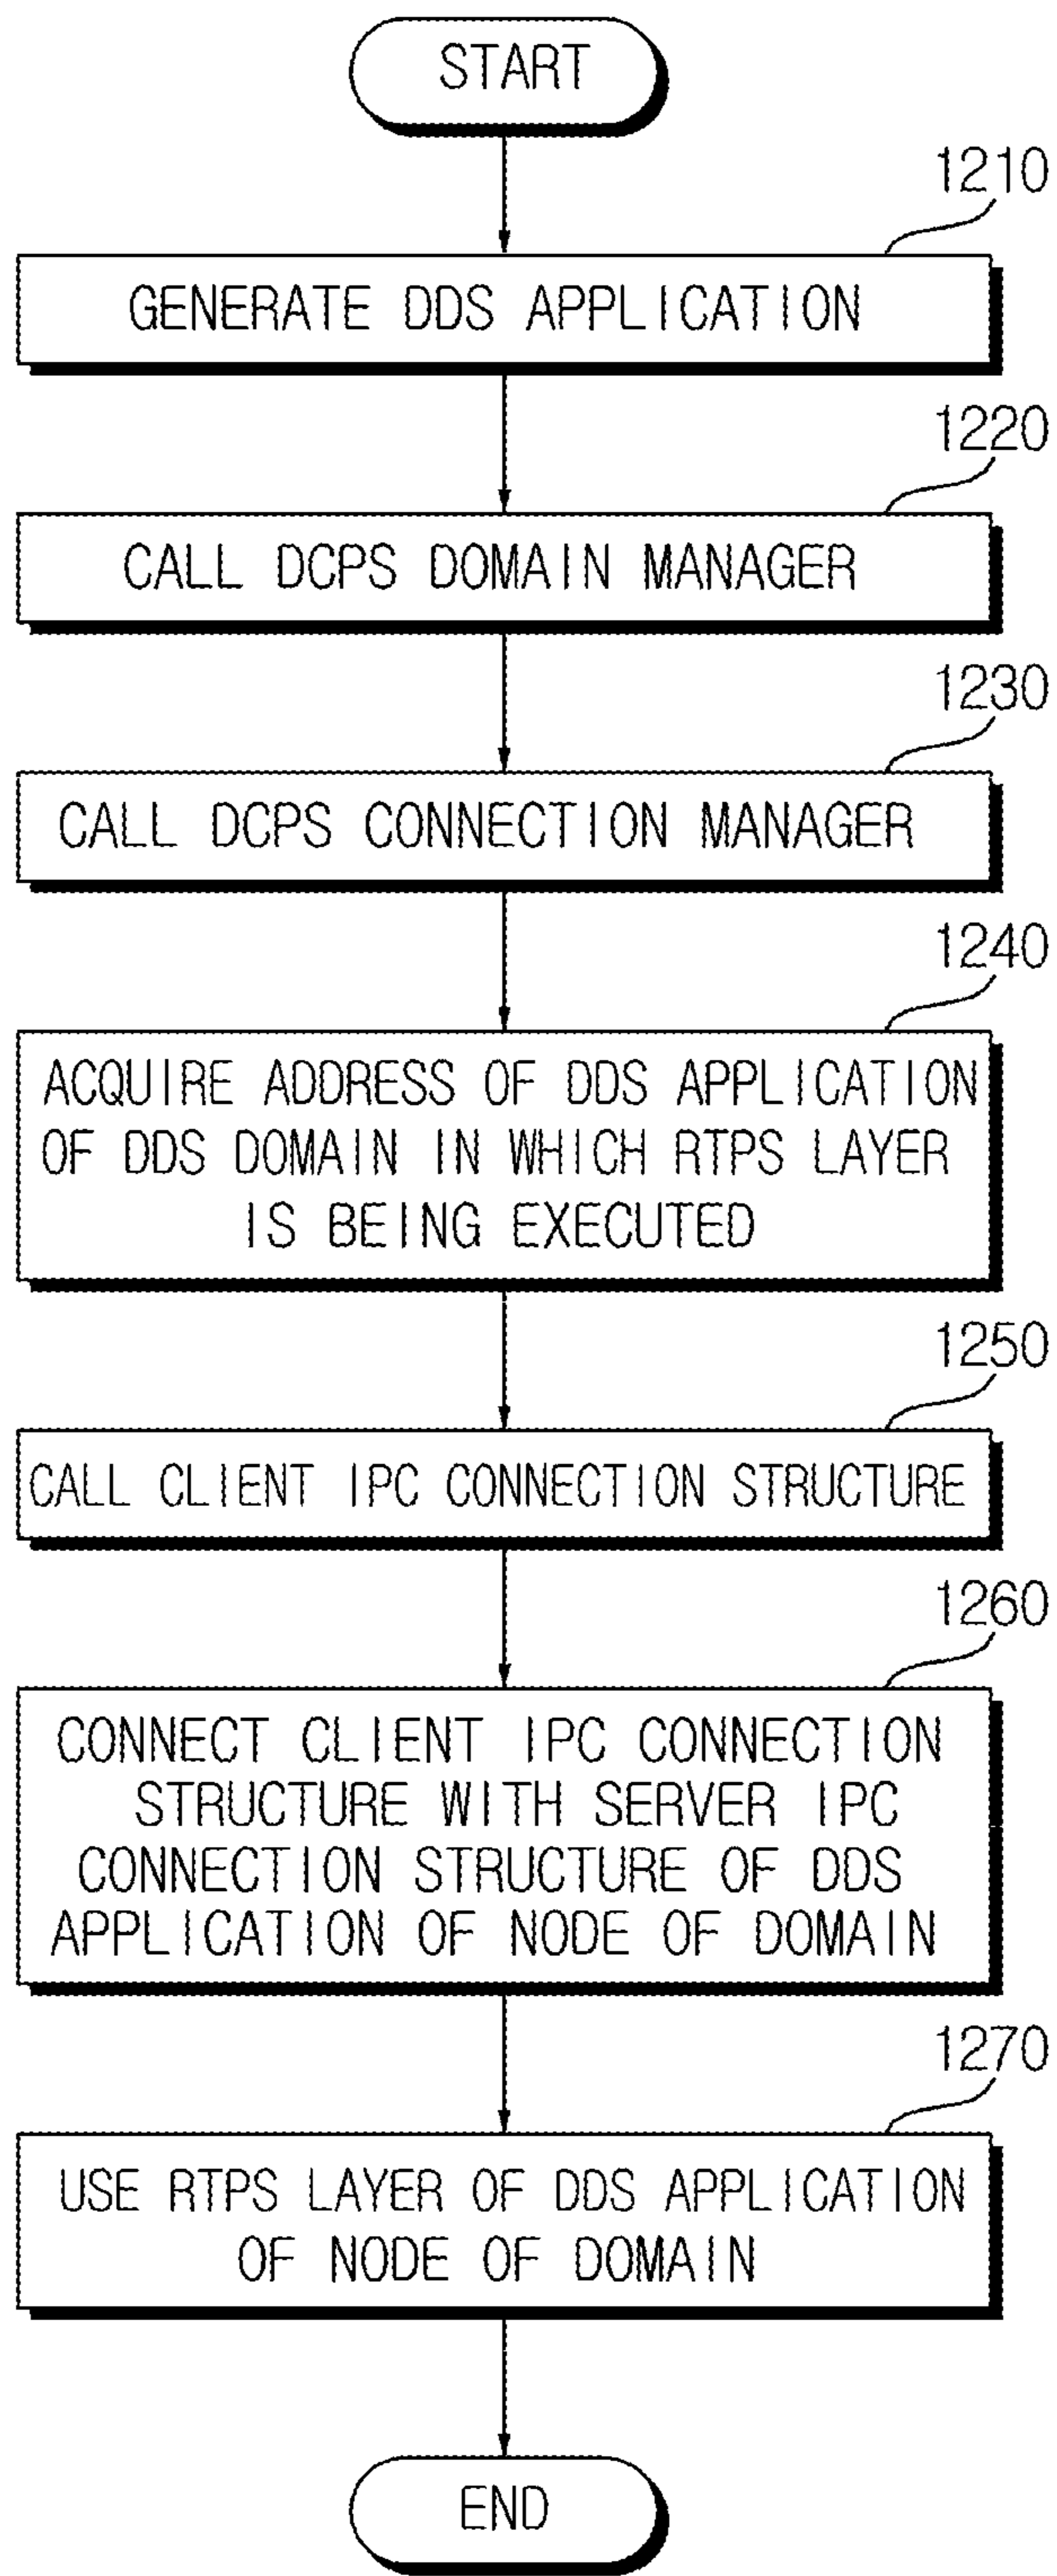 START
1210
GENERATE DDS APPLICATION
1220
CALL DCPS DOMAIN MANAGER
1230
CALL DCPS CONNECTION MANAGER
1240
ACQUIRE ADDRESS OF DDS APPLICATION
OF DDS DOMAIN IN WHICH RTPS LAYER
IS BEING EXECUTED
1250
CALL CLIENT IPC CONNECTION STRUCTURE
1260
CONNECT CLIENT IPC CONNECTION
STRUCTURE WITH SERVER IPC
CONNECTION STRUCTURE OF DDS
APPLICATION OF NODE OF DOMAIN
1270
USE RTPS LAYER OF DDS APPLICATION
OF NODE OF DOMAIN
END